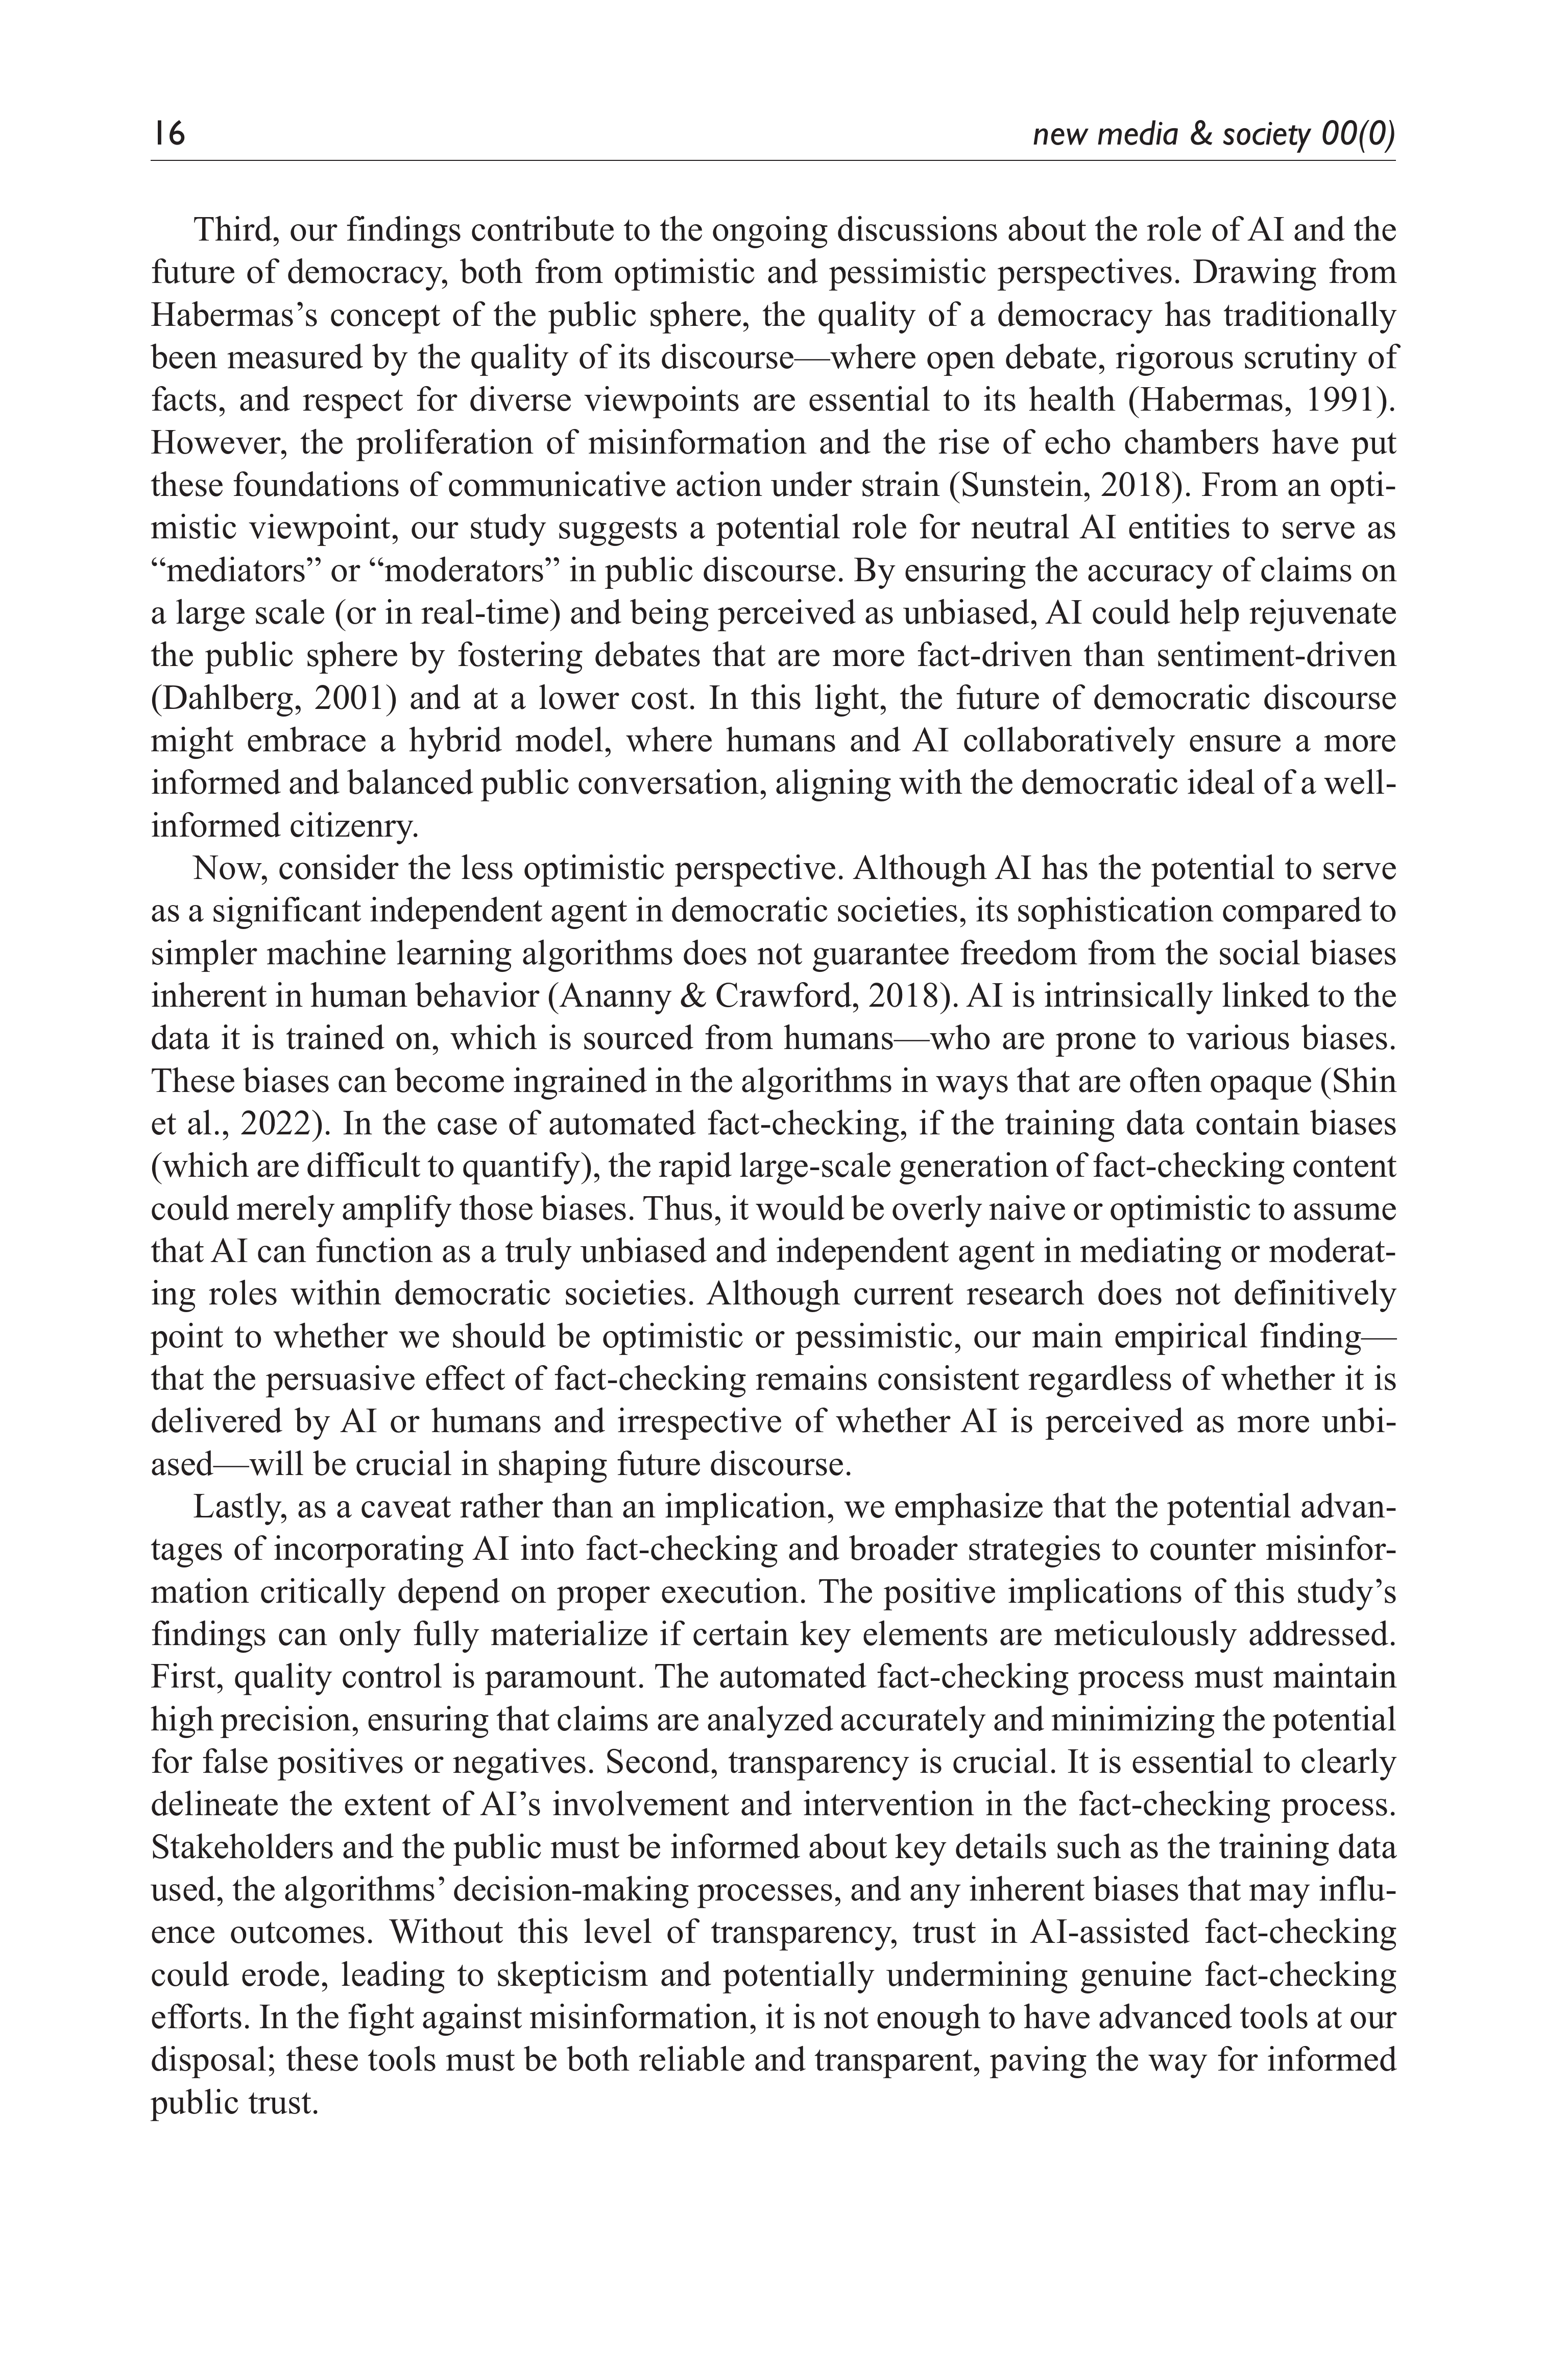 16
new media & society 00(0)
Third, our findings contribute to the ongoing discussions about the role of AI and the
future of democracy, both from optimistic and pessimistic perspectives. Drawing from
Habermas’s concept of the public sphere, the quality of a democracy has traditionally
been measured by the quality of its discourse—where open debate, rigorous scrutiny of
facts, and respect for diverse viewpoints are essential to its health (Habermas, 1991).
However, the proliferation of misinformation and the rise of echo chambers have put
these foundations of communicative action under strain (Sunstein, 2018). From an opti-
mistic viewpoint, our study suggests a potential role for neutral AI entities to serve as
“mediators” or “moderators” in public discourse. By ensuring the accuracy of claims on
a large scale (or in real-time) and being perceived as unbiased, AI could help rejuvenate
the public sphere by fostering debates that are more fact-driven than sentiment-driven
(Dahlberg, 2001) and at a lower cost. In this light, the future of democratic discourse
might embrace a hybrid model, where humans and AI collaboratively ensure a more
informed and balanced public conversation, aligning with the democratic ideal of a well-
informed citizenry.
Now, consider the less optimistic perspective. Although AI has the potential to serve
as a significant independent agent in democratic societies, its sophistication compared to
simpler machine learning algorithms does not guarantee freedom from the social biases
inherent in human behavior (Ananny & Crawford, 2018). AI is intrinsically linked to the
data it is trained on, which is sourced from humans—who are prone to various biases.
These biases can become ingrained in the algorithms in ways that are often opaque (Shin
et al., 2022). In the case of automated fact-checking, if the training data contain biases
(which are difficult to quantify), the rapid large-scale generation of fact-checking content
could merely amplify those biases. Thus, it would be overly naive or optimistic to assume
that AI can function as a truly unbiased and independent agent in mediating or moderat-
ing roles within democratic societies. Although current research does not definitively
point to whether we should be optimistic or pessimistic, our main empirical finding—
that the persuasive effect of fact-checking remains consistent regardless of whether it is
delivered by AI or humans and irrespective of whether AI is perceived as more unbi-
ased—will be crucial in shaping future discourse.
Lastly, as a caveat rather than an implication, we emphasize that the potential advan-
tages of incorporating AI into fact-checking and broader strategies to counter misinfor-
mation critically depend on proper execution. The positive implications of this study’s
findings can only fully materialize if certain key elements are meticulously addressed.
First, quality control is paramount. The automated fact-checking process must maintain
high precision, ensuring that claims are analyzed accurately and minimizing the potential
for false positives or negatives. Second, transparency is crucial. It is essential to clearly
delineate the extent of AI’s involvement and intervention in the fact-checking process.
Stakeholders and the public must be informed about key details such as the training data
used, the algorithms’ decision-making processes, and any inherent biases that may influ-
ence outcomes. Without this level of transparency, trust in AI-assisted fact-checking
could erode, leading to skepticism and potentially undermining genuine fact-checking
efforts. In the fight against misinformation, it is not enough to have advanced tools at our
disposal; these tools must be both reliable and transparent, paving the way for informed
public trust.